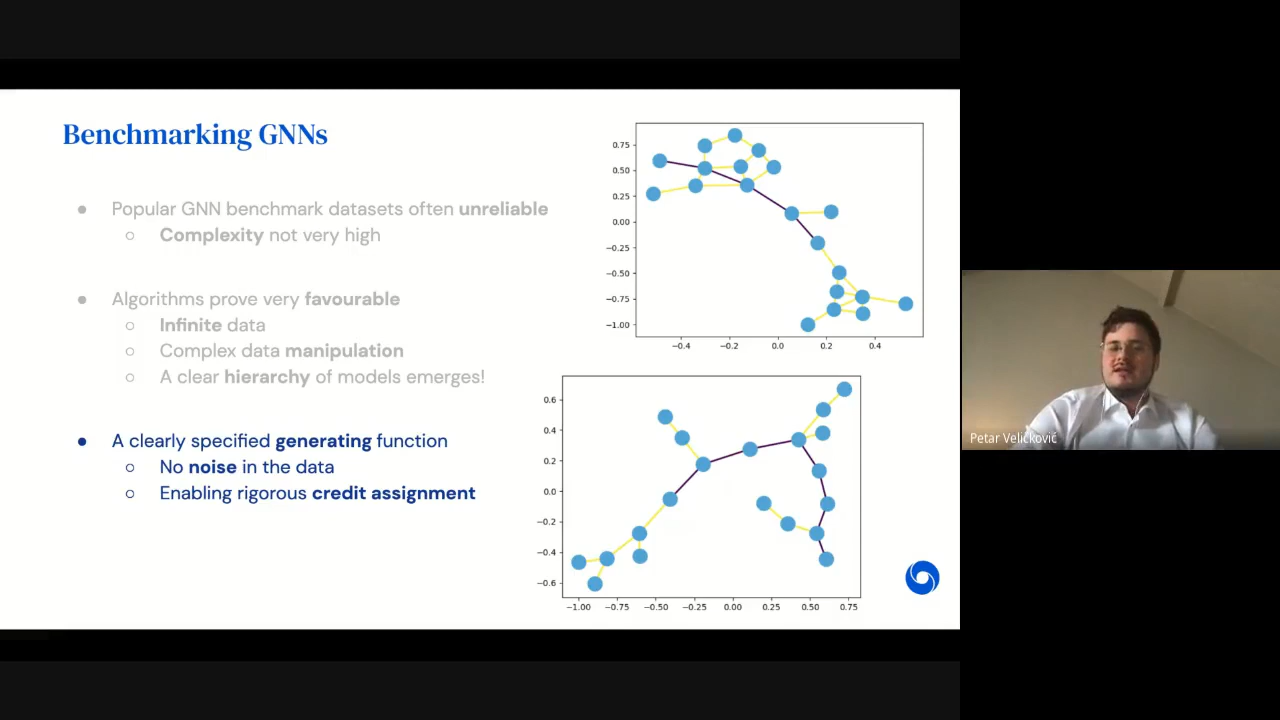 Benchmarking GNNs
● Popular GNN benchmark datasets often unreliable
○ Complexity not very high
● Algorithms prove very favourable
○ Infinite data
○ Complex data manipulation
○ A clear hierarchy of models emerges!
● A clearly specified generating function
○ No noise in the data
○ Enabling rigorous credit assignment
0.75
0.50
0.25
0.00
−0.25
−0.50
−0.75
−1.00
−0.4 −0.2 0.0 0.2 0.4
0.6
0.4
0.2
0.0
−0.2
−0.4
−0.6
−1.00 −0.75 −0.50 −0.25 0.00 0.25 0.50 0.75
Petar Veličković